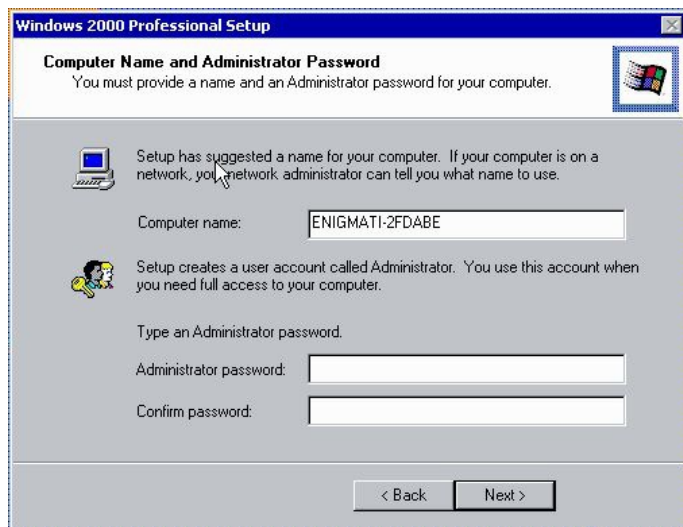 Windows 2000 Professional Setup
Computer Name and Administrator Password
You must provide a name and an Administrator password for your computer.
Setup has suggested a name for your computer. If your computer is on a
network, your network administrator can tell you what name to use.
Computer name:
ENIGMATI-2FDABE
Setup creates a user account called Administrator. You use this account when
you need full access to your computer.
Type an Administrator password.
Administrator password:
Confirm password:
< Back
Next >